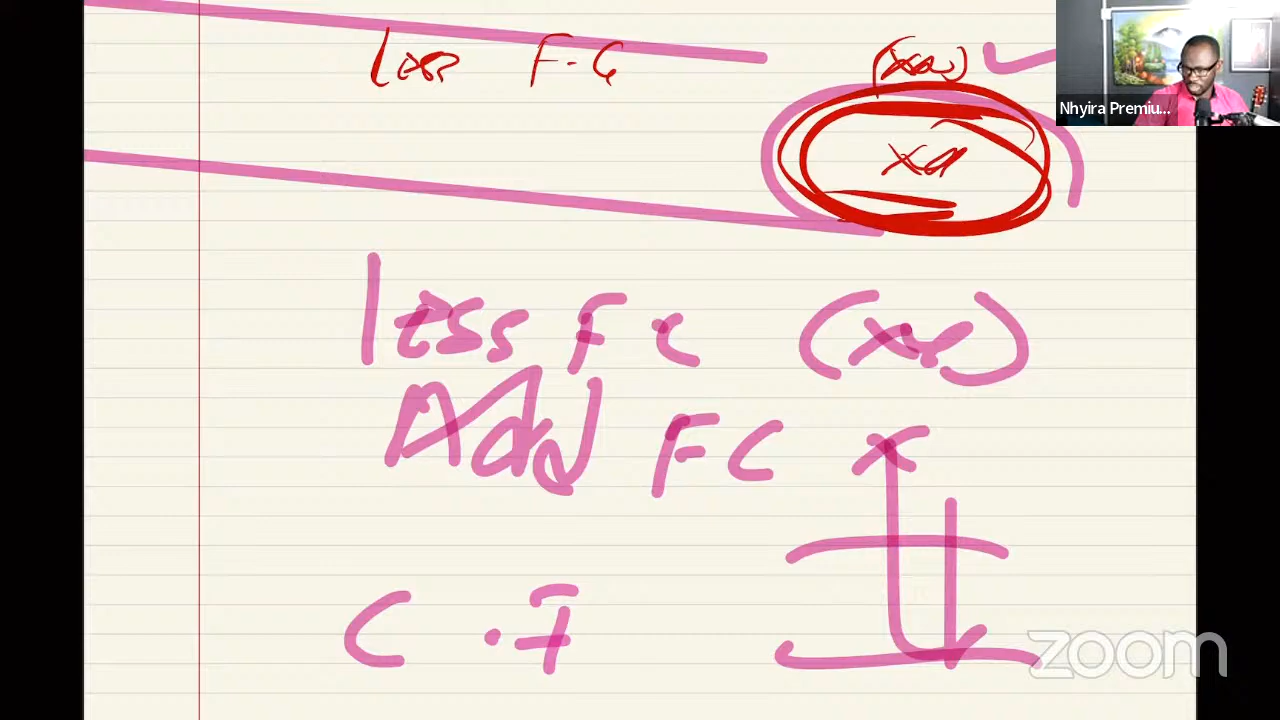 less F.C (xx)
Nhyira Premiu...
xx
less FC (xx)
Add FC x
C.F
zoom